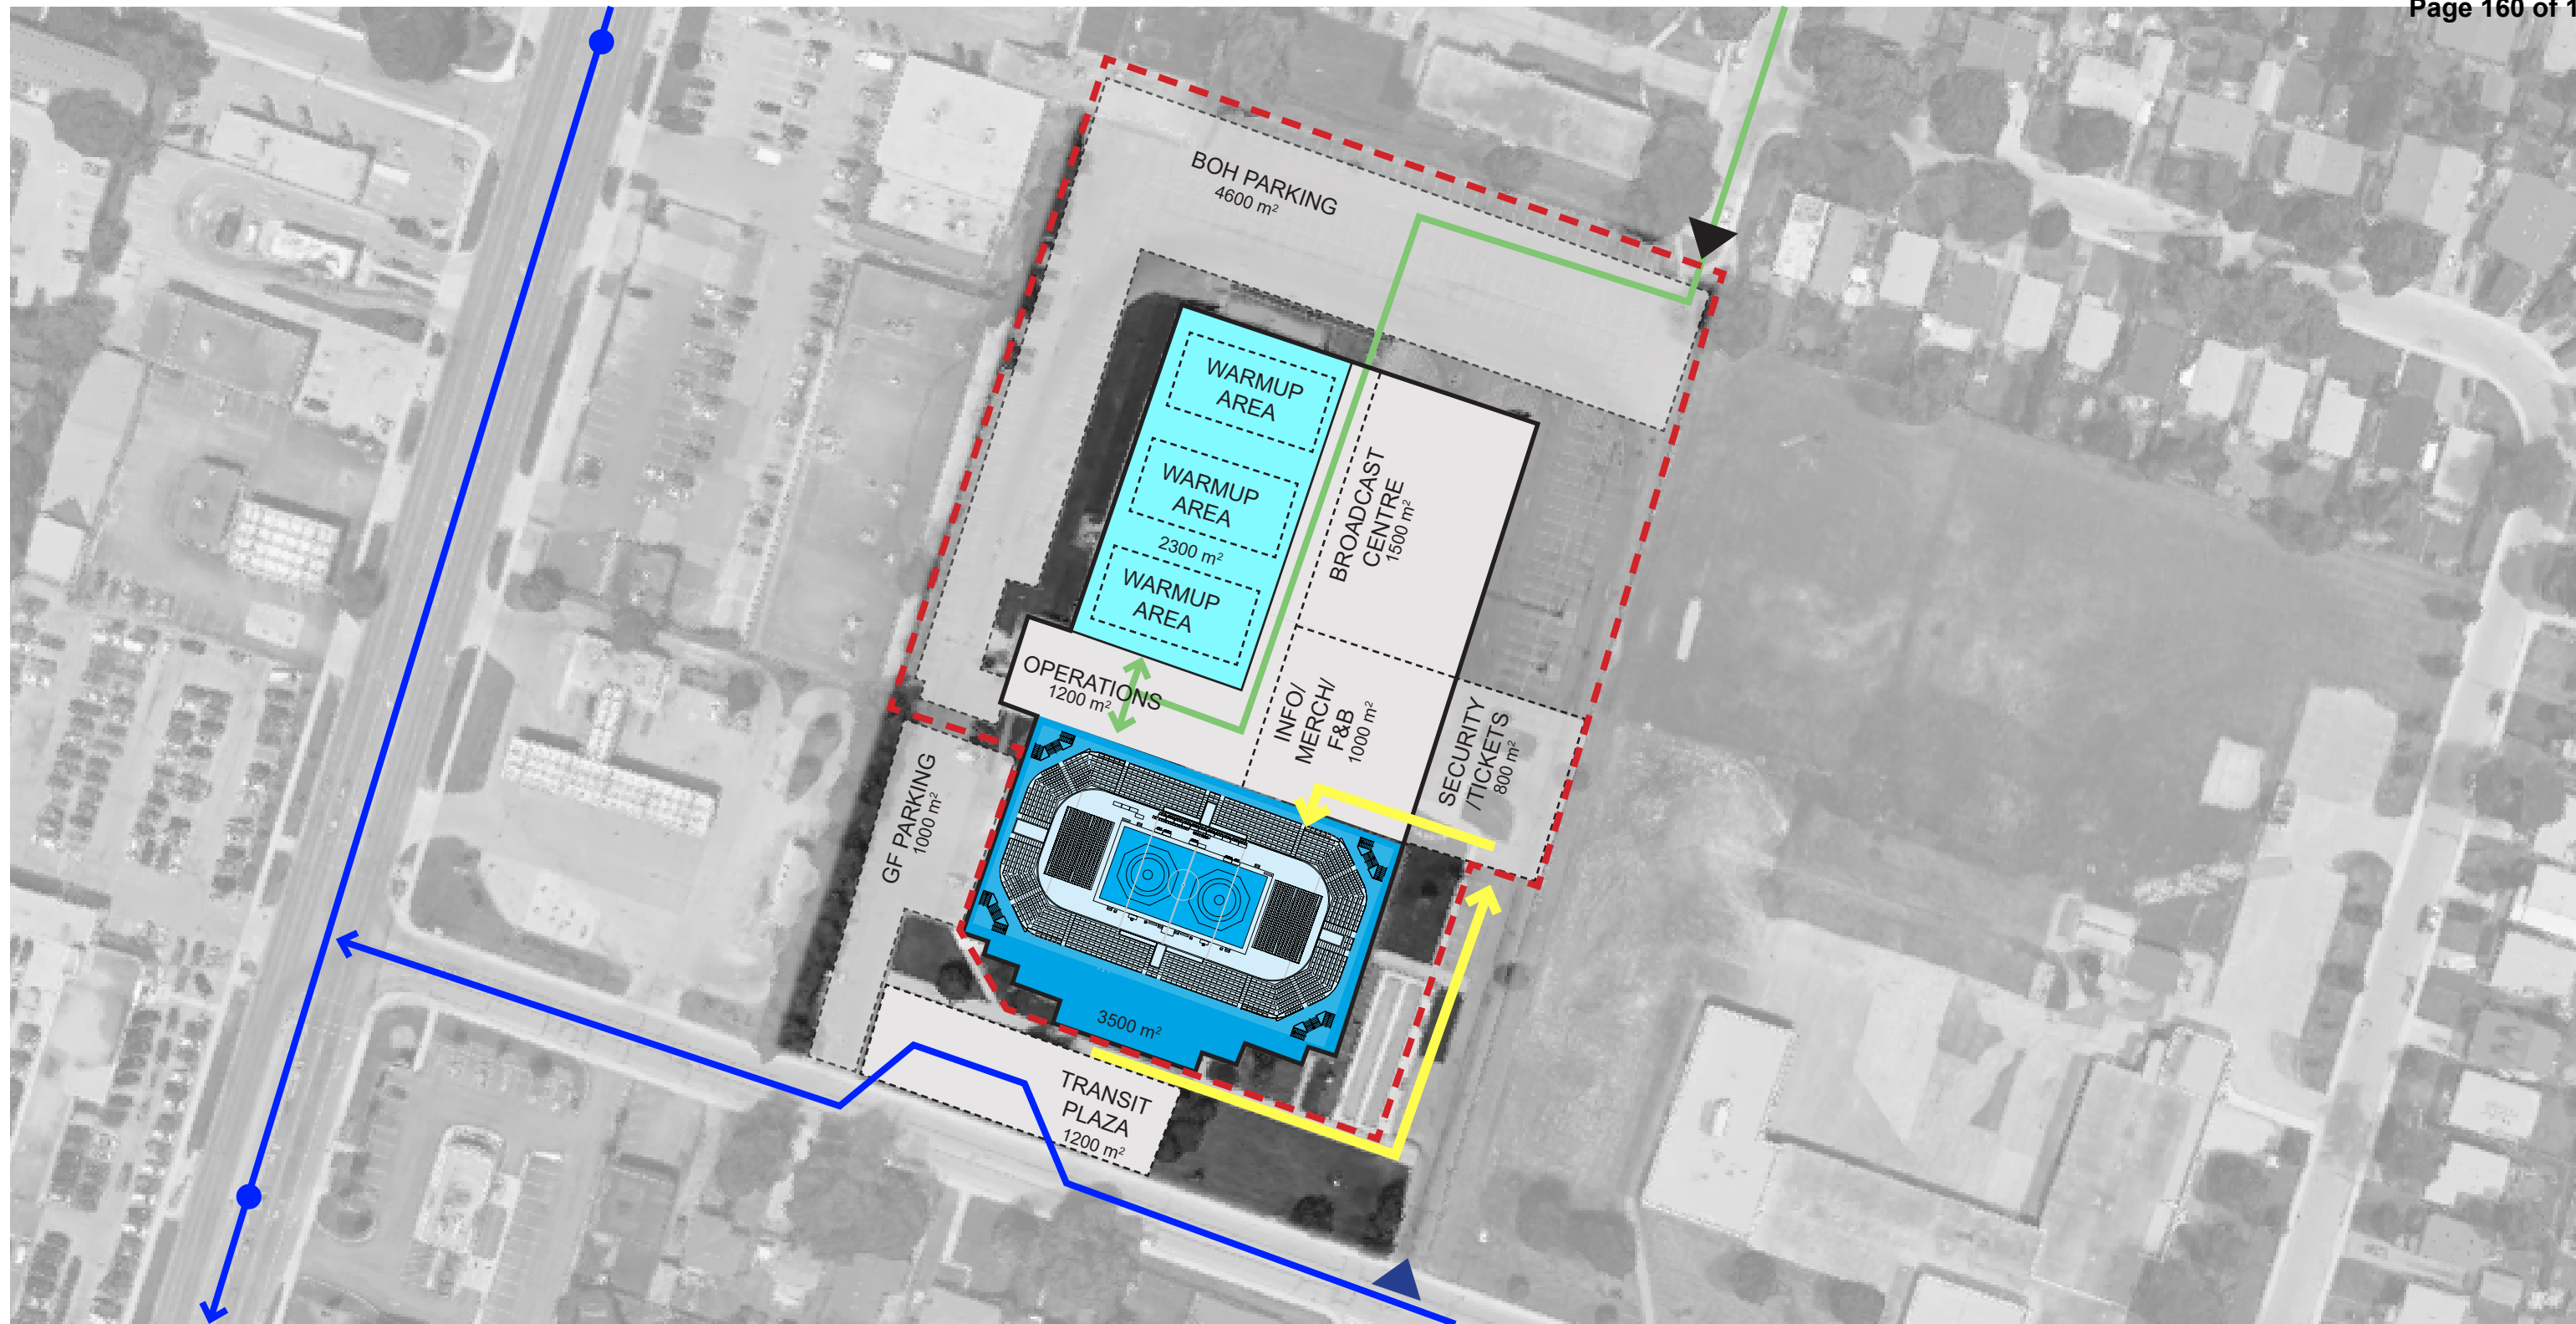 Page 160 of 1
BOH PARKING
4600 m²
WARMUP
AREA
WARMUP
AREA
2300 m²
WARMUP
AREA
BROADCAST
CENTRE
1500 m²
OPERATIONS
1200 m²
INFO/
MERCH/
F&B
1000 m²
SECURITY
/TICKETS
800 m²
GF PARKING
1000 m²
3500 m²
TRANSIT
PLAZA
1200 m²